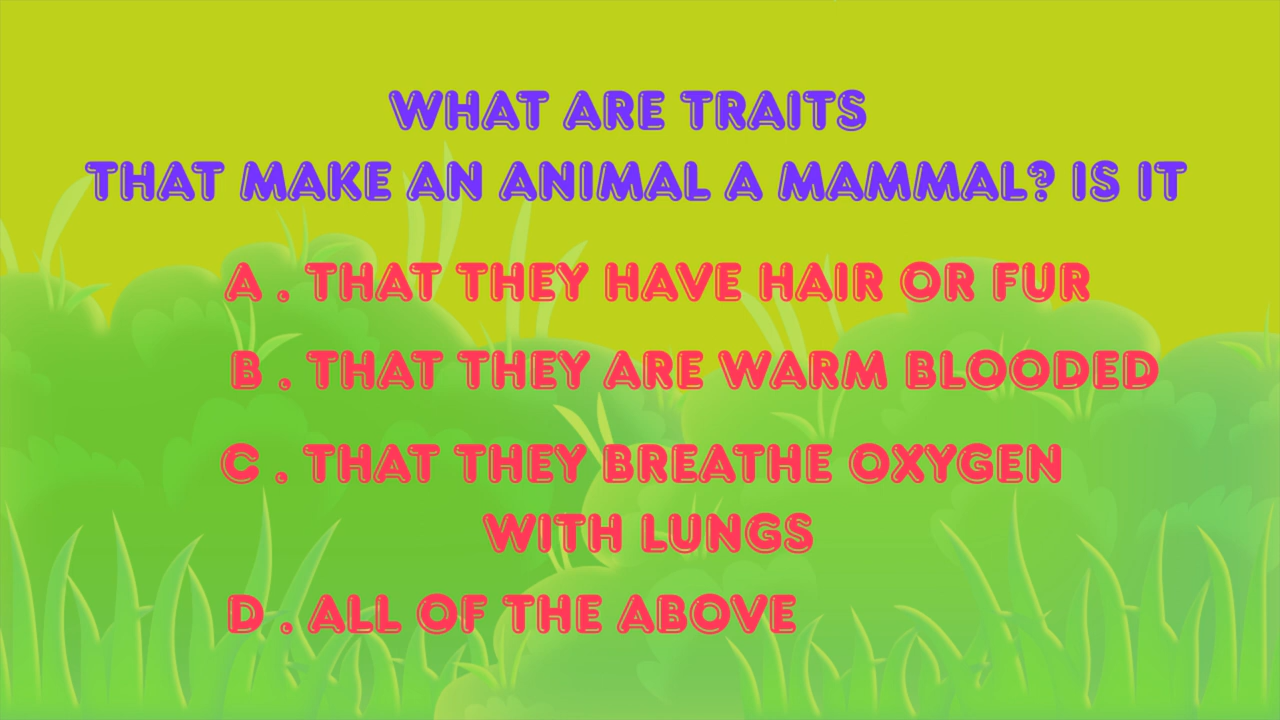 WHAT ARE TRAITS
THAT MAKE AN ANIMAL A MAMMAL? IS IT
A . THAT THEY HAVE HAIR OR FUR
B . THAT THEY ARE WARM BLOODED
C . THAT THEY BREATHE OXYGEN
WITH LUNGS
D . ALL OF THE ABOVE